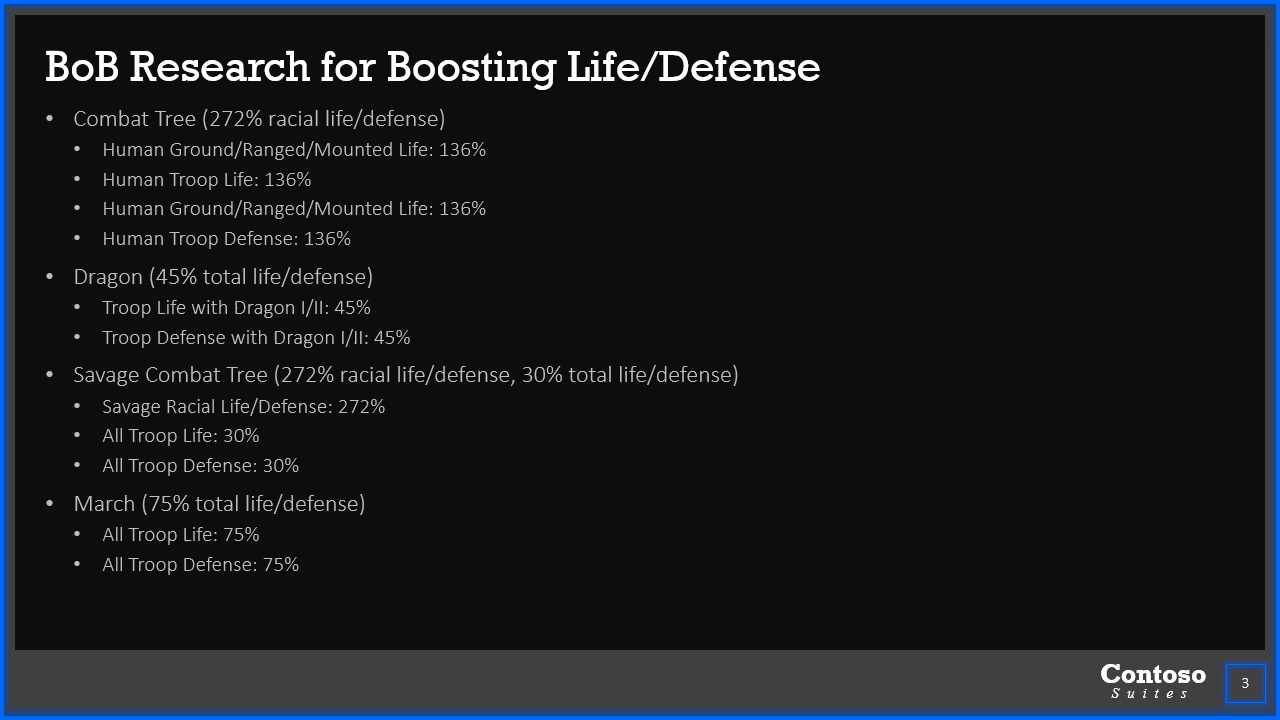 BoB Research for Boosting Life/Defense
• Combat Tree (272% racial life/defense)
• Human Ground/Ranged/Mounted Life: 136%
• Human Troop Life: 136%
• Human Ground/Ranged/Mounted Life: 136%
• Human Troop Defense: 136%
• Dragon (45% total life/defense)
• Troop Life with Dragon I/II: 45%
• Troop Defense with Dragon I/II: 45%
• Savage Combat Tree (272% racial life/defense, 30% total life/defense)
• Savage Racial Life/Defense: 272%
• All Troop Life: 30%
• All Troop Defense: 30%
• March (75% total life/defense)
• All Troop Life: 75%
• All Troop Defense: 75%
Contoso
Suites
3